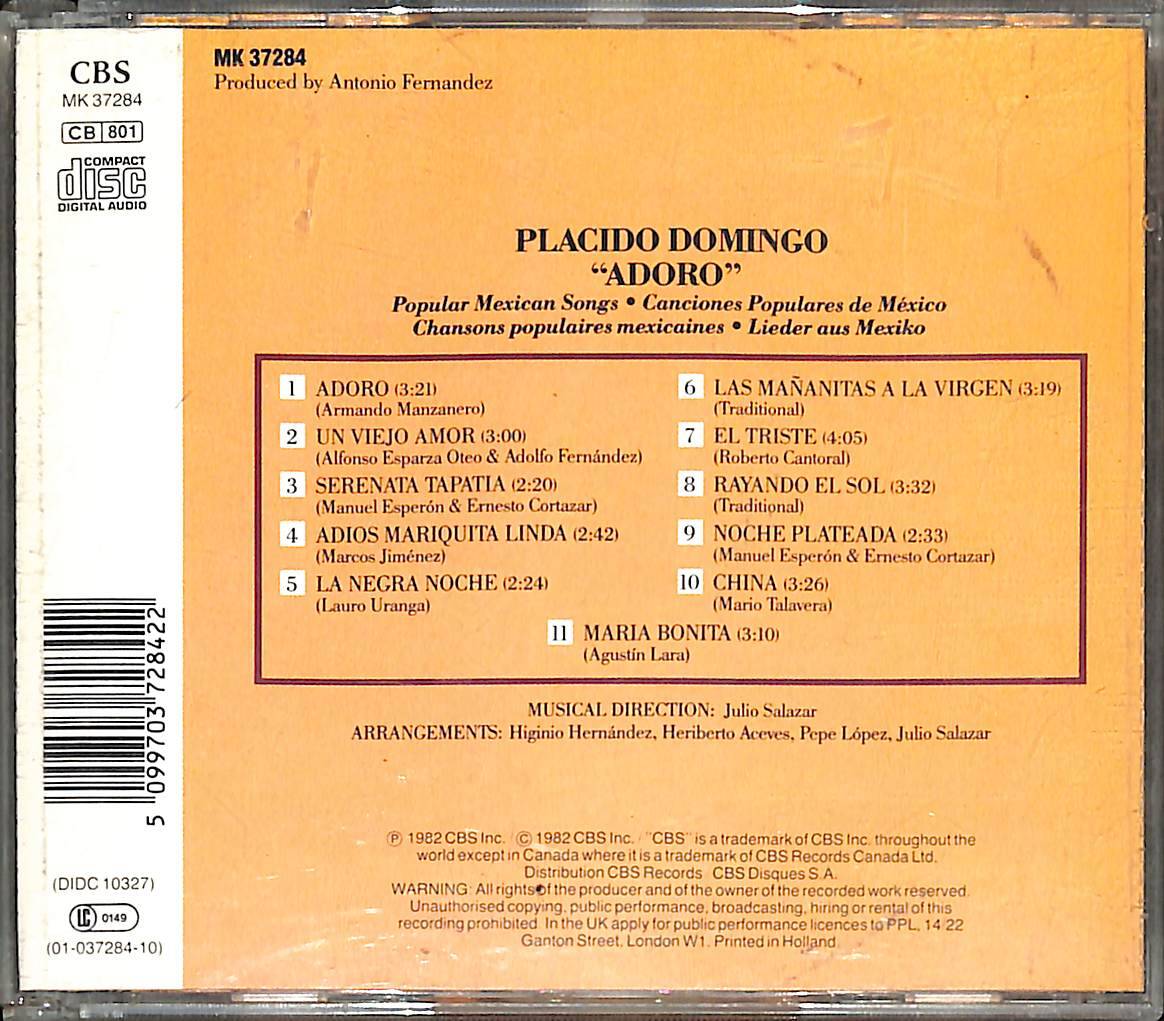 CBS
MK 37284
CB 801
COMPACT
disc
DIGITAL AUDIO
5 099703 728422
(DIDC 10327)
LC 0149
(01-037284-10)
MK 37284
Produced by Antonio Fernandez
PLACIDO DOMINGO
“ADORO”
Popular Mexican Songs • Canciones Populares de México
Chansons populaires mexicaines • Lieder aus Mexiko
1 ADORO (3:21)
(Armando Manzanero)
2 UN VIEJO AMOR (3:00)
(Alfonso Esparza Oteo & Adolfo Fernández)
3 SERENATA TAPATIA (2:20)
(Manuel Esperón & Ernesto Cortazar)
4 ADIOS MARIQUITA LINDA (2:42)
(Marcos Jiménez)
5 LA NEGRA NOCHE (2:24)
(Lauro Uranga)
6 LAS MAÑANITAS A LA VIRGEN (3:19)
(Traditional)
7 EL TRISTE (4:05)
(Roberto Cantoral)
8 RAYANDO EL SOL (3:32)
(Traditional)
9 NOCHE PLATEADA (2:33)
(Manuel Esperón & Ernesto Cortazar)
10 CHINA (3:26)
(Mario Talavera)
11 MARIA BONITA (3:10)
(Agustín Lara)
MUSICAL DIRECTION: Julio Salazar
ARRANGEMENTS: Higinio Hernández, Heriberto Aceves, Pepe López, Julio Salazar
℗ 1982 CBS Inc. © 1982 CBS Inc. "CBS" is a trademark of CBS Inc. throughout the
world except in Canada where it is a trademark of CBS Records Canada Ltd.
Distribution CBS Records CBS Disques S.A.
WARNING: All rights of the producer and of the owner of the recorded work reserved.
Unauthorised copying, public performance, broadcasting, hiring or rental of this
recording prohibited. In the UK apply for public performance licences to PPL, 14 22
Ganton Street, London W1. Printed in Holland.